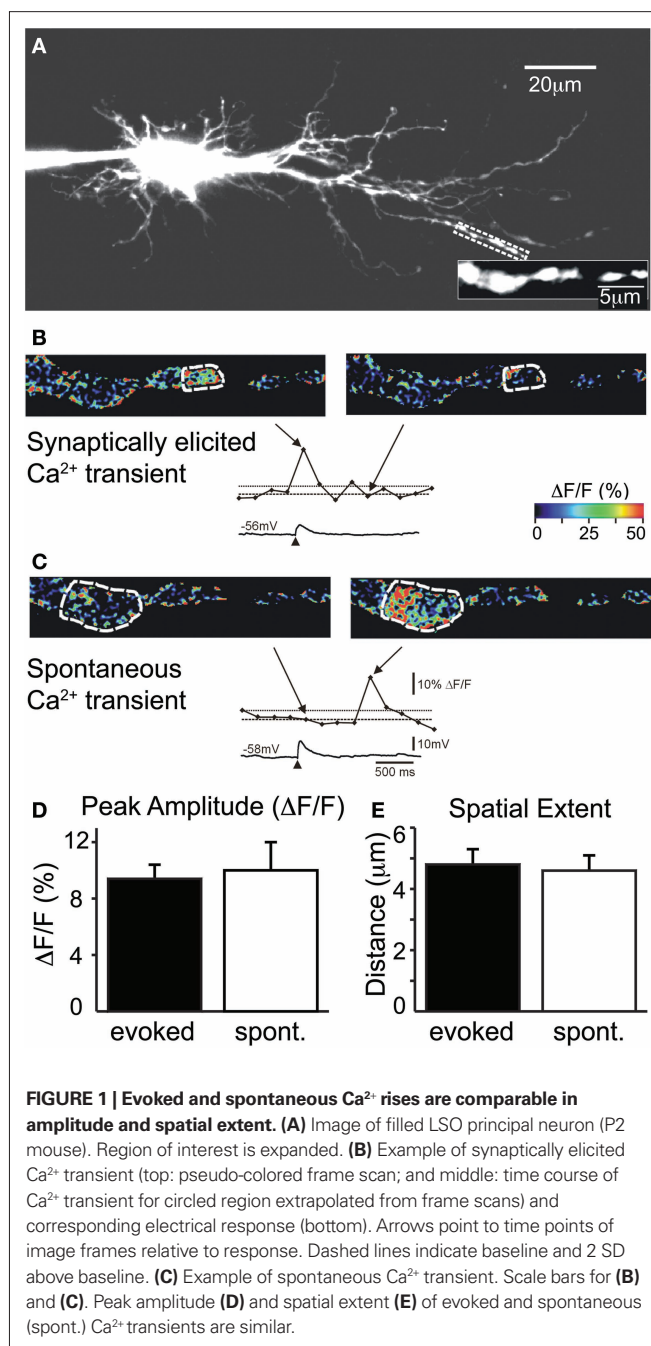 A
20μm
5μm
B
Synaptically elicited
Ca²⁺ transient
-56mV
ΔF/F (%)
0 25 50
C
Spontaneous
Ca²⁺ transient
10% ΔF/F
-58mV
10mV
500 ms
D Peak Amplitude (ΔF/F)
ΔF/F (%)
12
8
4
0
evoked spont.
E Spatial Extent
Distance (μm)
6
4
2
0
evoked spont.
FIGURE 1 | Evoked and spontaneous Ca²⁺ rises are comparable in
amplitude and spatial extent. (A) Image of filled LSO principal neuron (P2
mouse). Region of interest is expanded. (B) Example of synaptically elicited
Ca²⁺ transient (top: pseudo-colored frame scan; and middle: time course of
Ca²⁺ transient for circled region extrapolated from frame scans) and
corresponding electrical response (bottom). Arrows point to time points of
image frames relative to response. Dashed lines indicate baseline and 2 SD
above baseline. (C) Example of spontaneous Ca²⁺ transient. Scale bars for (B)
and (C). Peak amplitude (D) and spatial extent (E) of evoked and spontaneous
(spont.) Ca²⁺ transients are similar.